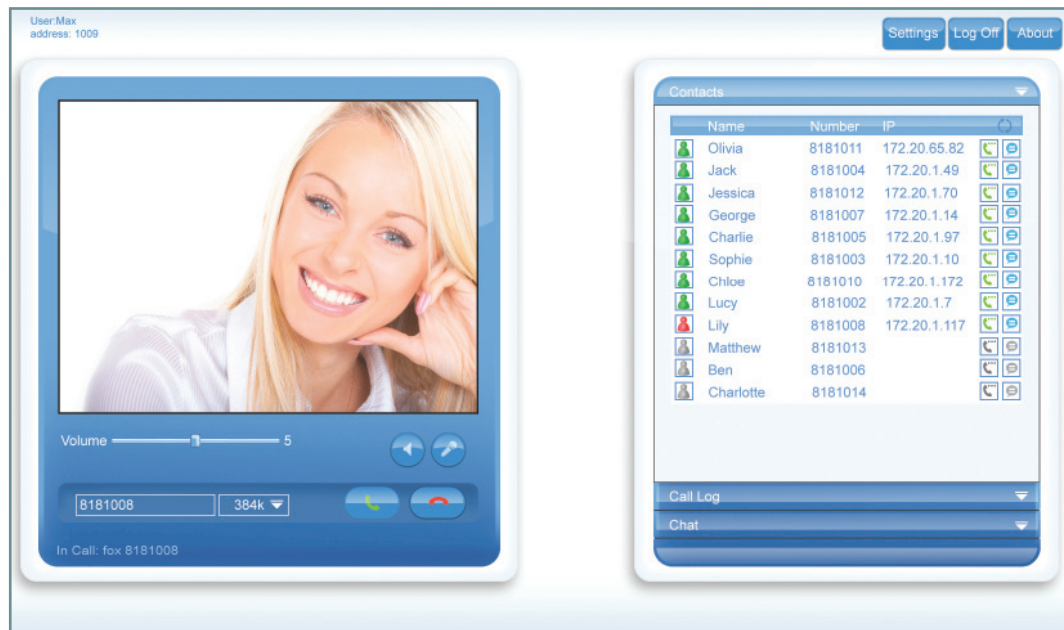 User:Max
address: 1009
Settings Log Off About
Volume 5
8181008 384k
In Call: fox 8181008
Contacts
Name Number IP
Olivia 8181011 172.20.65.82
Jack 8181004 172.20.1.49
Jessica 8181012 172.20.1.70
George 8181007 172.20.1.14
Charlie 8181005 172.20.1.97
Sophie 8181003 172.20.1.10
Chloe 8181010 172.20.1.172
Lucy 8181002 172.20.1.7
Lily 8181008 172.20.1.117
Matthew 8181013
Ben 8181006
Charlotte 8181014
Call Log
Chat